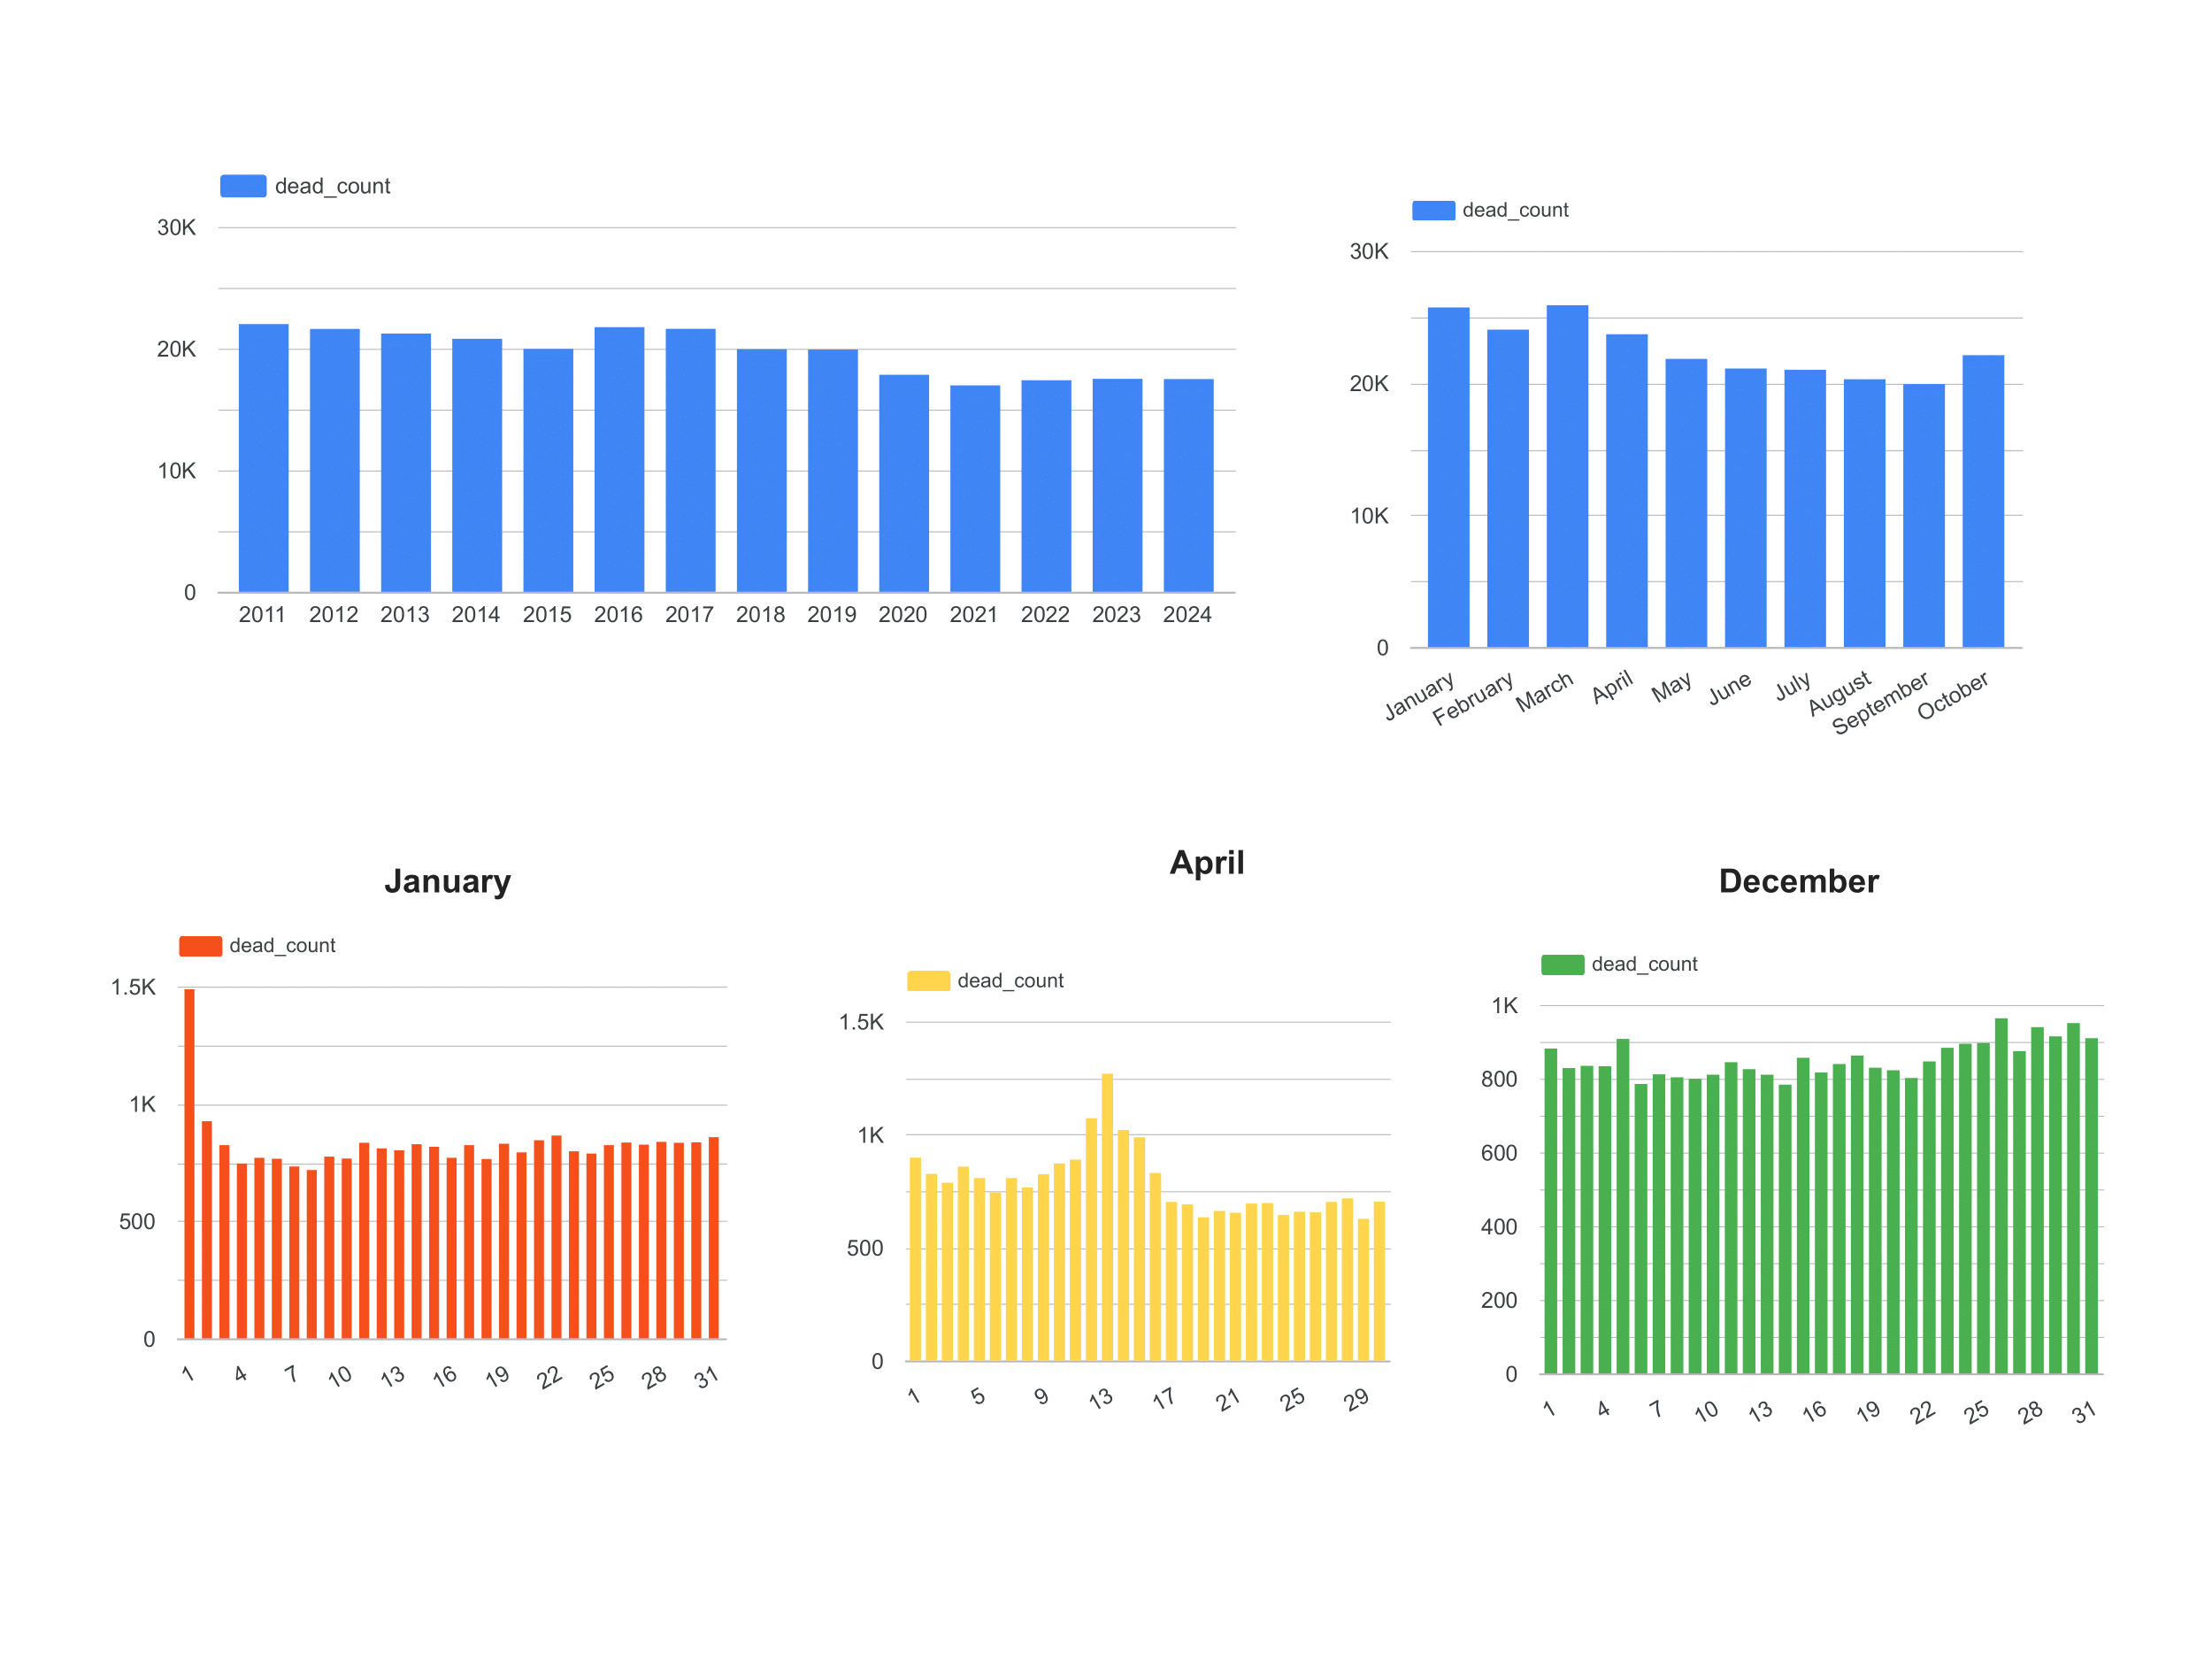 dead_count
30K
20K
10K
0
2011 2012 2013 2014 2015 2016 2017 2018 2019 2020 2021 2022 2023 2024
dead_count
30K
20K
10K
0
January February March April May June July August September October
January
dead_count
1.5K
1K
500
0
1 4 7 10 13 16 19 22 25 28 31
April
dead_count
1.5K
1K
500
0
1 5 9 13 17 21 25 29
December
dead_count
1K
800
600
400
200
0
1 4 7 10 13 16 19 22 25 28 31